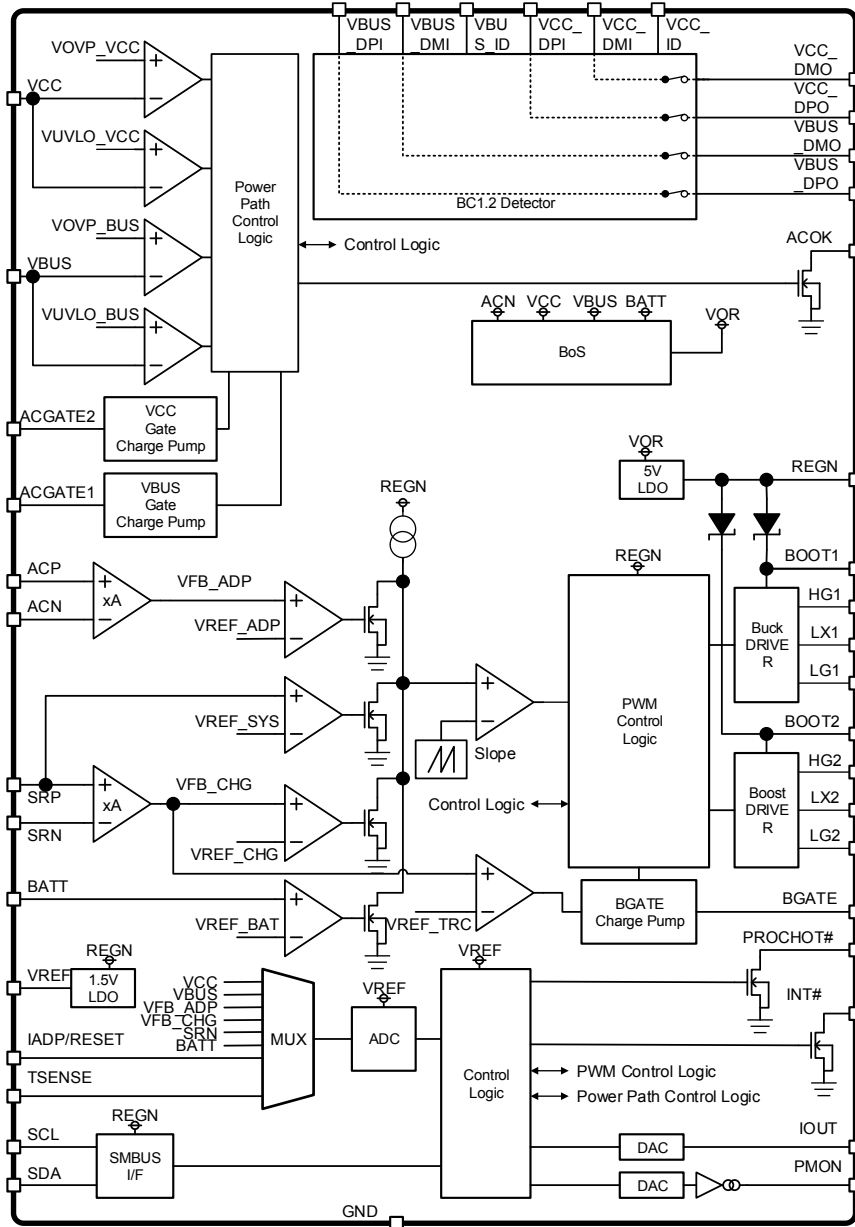 VBUS
_DPI
VBUS
_DMI
VBU
S_ID
VCC_
DPI
VCC_
DMI
VCC_
ID
VOVP_VCC
+
VCC
−
VUVLO_VCC
+
−
VOVP_BUS
+
VBUS
−
VUVLO_BUS
+
−
Power
Path
Control
Logic
Control Logic
BC1.2 Detector
VCC_
DMO
VCC_
DPO
VBUS
_DMO
VBUS
_DPO
ACOK
ACN
VCC
VBUS
BATT
VOR
BoS
ACGATE2
VCC
Gate
Charge Pump
ACGATE1
VBUS
Gate
Charge Pump
VOR
5V
LDO
REGN
REGN
BOOT1
ACP
+
xA
ACN
−
VFB_ADP
+
VREF_ADP
−
REGN
HG1
Buck
DRIVE
R
LX1
LG1
+
VREF_SYS
−
+
−
Slope
PWM
Control
Logic
BOOT2
HG2
Boost
DRIVE
R
LX2
LG2
SRP
+
xA
SRN
−
VFB_CHG
+
VREF_CHG
−
Control Logic
BATT
+
VREF_BAT
−
+
VREF_TRC
−
BGATE
Charge Pump
BGATE
VREF
REGN
1.5V
LDO
VCC
VBUS
VFB_ADP
VFB_CHG
SRN
BATT
MUX
VREF
ADC
VREF
PROCHOT#
INT#
IADP/RESET
TSENSE
Control
Logic
PWM Control Logic
Power Path Control Logic
SCL
REGN
SMBUS
I/F
SDA
DAC
IOUT
DAC
PMON
GND